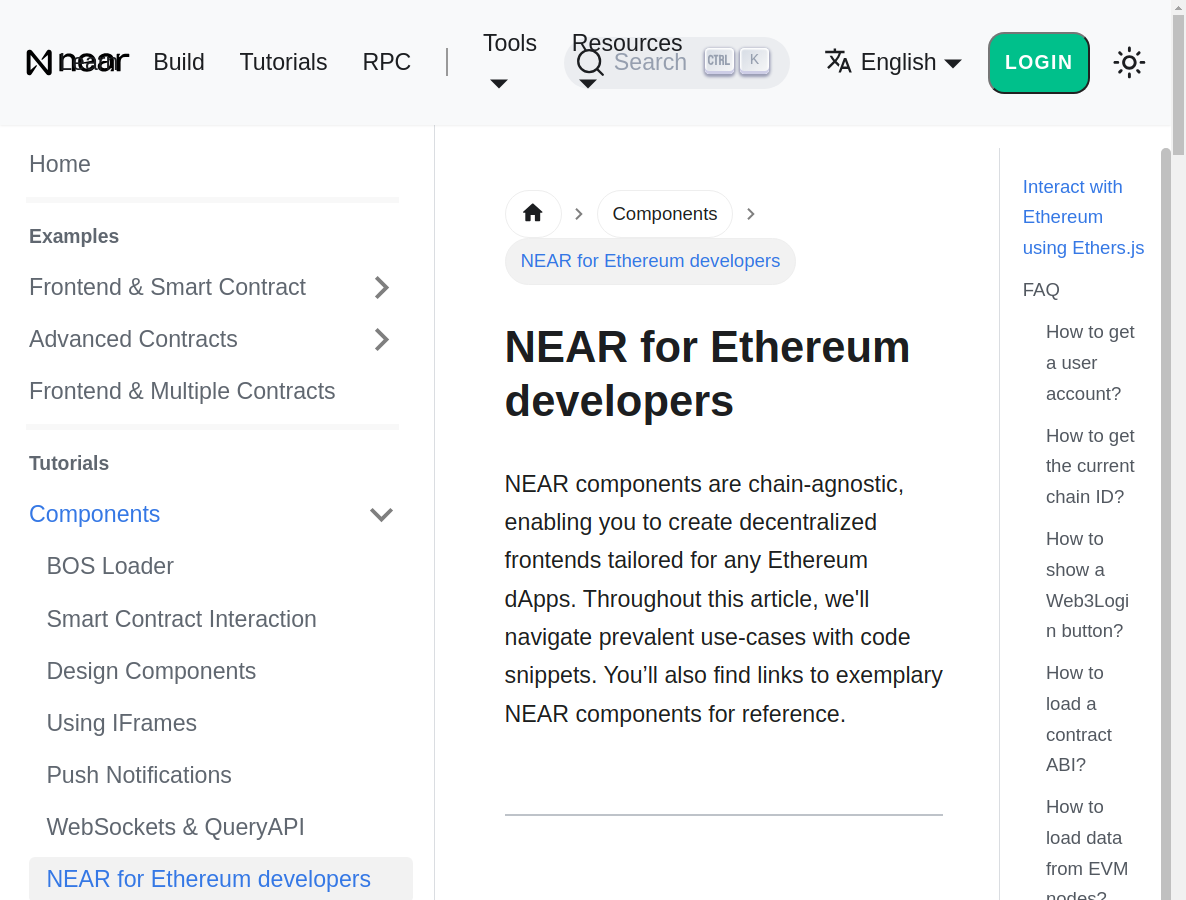 near
Learn
Build
Tutorials
RPC
Tools
Resources
Search
CTRL
K
English
LOGIN
Home
Examples
Frontend & Smart Contract
Advanced Contracts
Frontend & Multiple Contracts
Tutorials
Components
BOS Loader
Smart Contract Interaction
Design Components
Using IFrames
Push Notifications
WebSockets & QueryAPI
NEAR for Ethereum developers
Components
NEAR for Ethereum developers
NEAR for Ethereum
developers
NEAR components are chain-agnostic,
enabling you to create decentralized
frontends tailored for any Ethereum
dApps. Throughout this article, we'll
navigate prevalent use-cases with code
snippets. You’ll also find links to exemplary
NEAR components for reference.
Interact with
Ethereum
using Ethers.js
FAQ
How to get
a user
account?
How to get
the current
chain ID?
How to
show a
Web3Logi
n button?
How to
load a
contract
ABI?
How to
load data
from EVM
nodes?